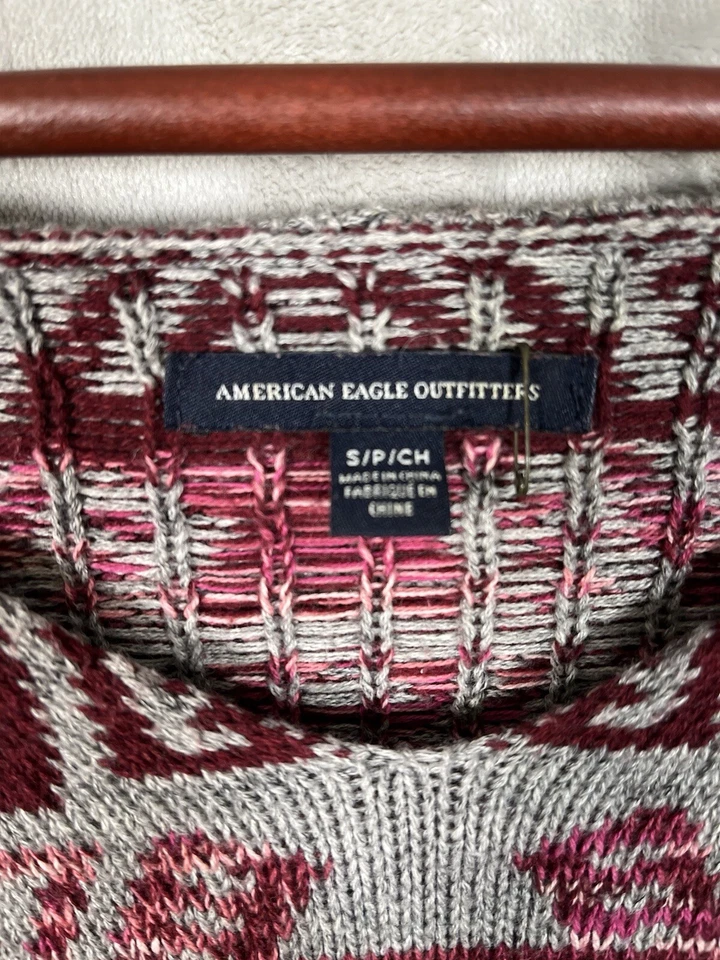 AMERICAN EAGLE OUTFITTERS
S/P/CH
MADE IN CHINA
FABRIQUE EN
CHINE